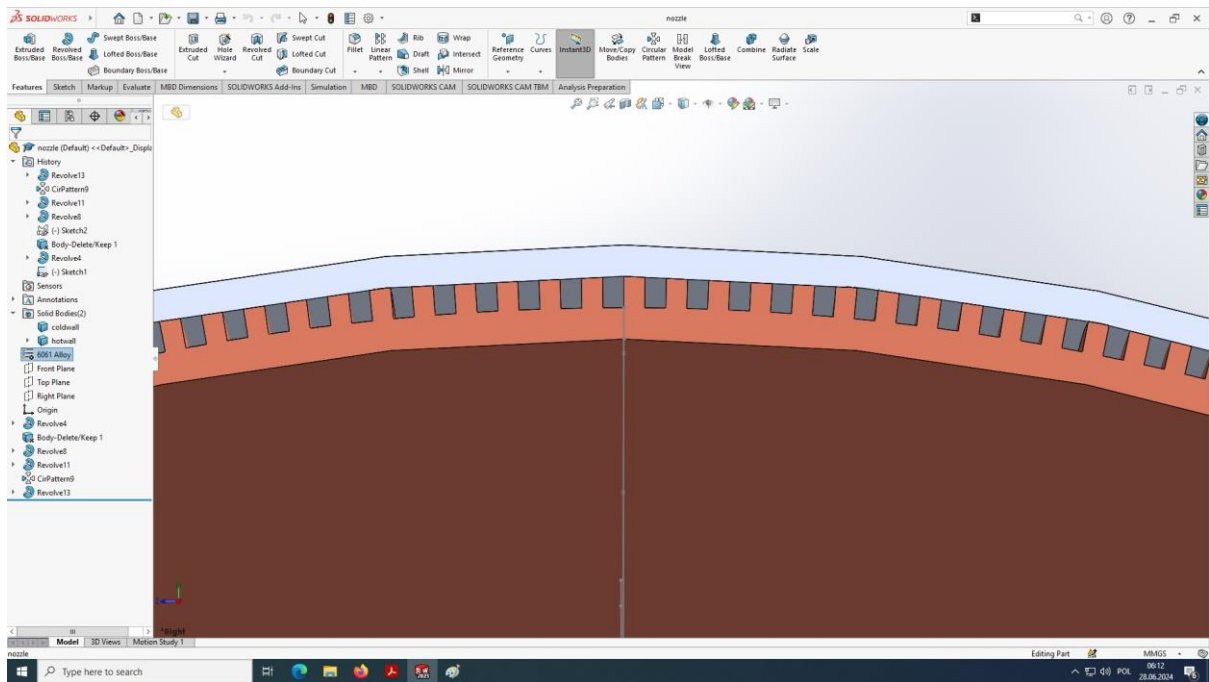 SOLIDWORKS
nozzle
Extruded Boss/Base
Revolved Boss/Base
Swept Boss/Base
Lofted Boss/Base
Boundary Boss/Base
Extruded Cut
Hole Wizard
Revolved Cut
Swept Cut
Lofted Cut
Boundary Cut
Fillet
Linear Pattern
Rib
Draft
Shell
Wrap
Intersect
Mirror
Reference Geometry
Curves
Instant3D
Move/Copy Bodies
Circular Pattern
Model Break View
Lofted Boss/Base
Combine
Radiate Surface
Scale
Features Sketch Markup Evaluate MBD Dimensions SOLIDWORKS Add-Ins Simulation MBD SOLIDWORKS CAM SOLIDWORKS CAM TBM Analysis Preparation
nozzle (Default) <<Default>_Displa
History
Revolve13
CirPattern9
Revolve11
Revolve8
(-) Sketch2
Body-Delete/Keep 1
Revolve4
(-) Sketch1
Sensors
Annotations
Solid Bodies(2)
coldwall
hotwall
6061 Alloy
Front Plane
Top Plane
Right Plane
Origin
Revolve4
Body-Delete/Keep 1
Revolve8
Revolve11
CirPattern9
Revolve13
*Right
Model 3D Views Motion Study 1
nozzle
Editing Part
MMGS
Type here to search
POL
06:12
28.06.2024